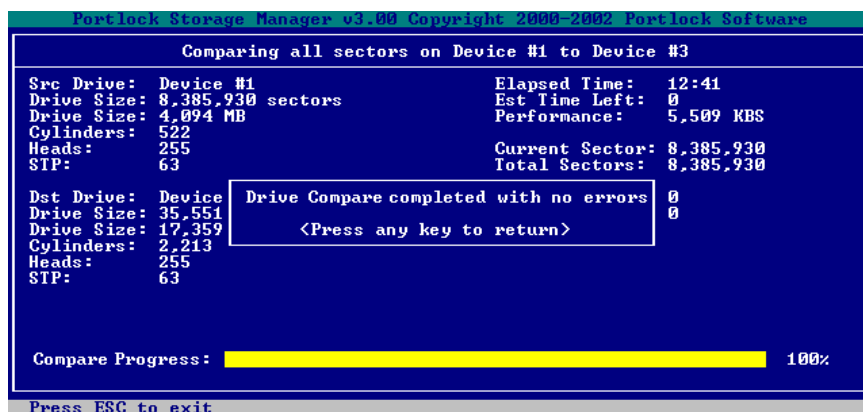 Portlock Storage Manager v3.00 Copyright 2000-2002 Portlock Software
Comparing all sectors on Device #1 to Device #3
Src Drive: Device #1 Elapsed Time: 12:41
Drive Size: 8,385,930 sectors Est Time Left: 0
Drive Size: 4,094 MB Performance: 5,509 KBS
Cylinders: 522
Heads: 255 Current Sector: 8,385,930
STP: 63 Total Sectors: 8,385,930
Dst Drive: Device Drive Compare completed with no errors 0
Drive Size: 35,551 0
Drive Size: 17,359 <Press any key to return>
Cylinders: 2,213
Heads: 255
STP: 63
Compare Progress: 100%
Press ESC to exit